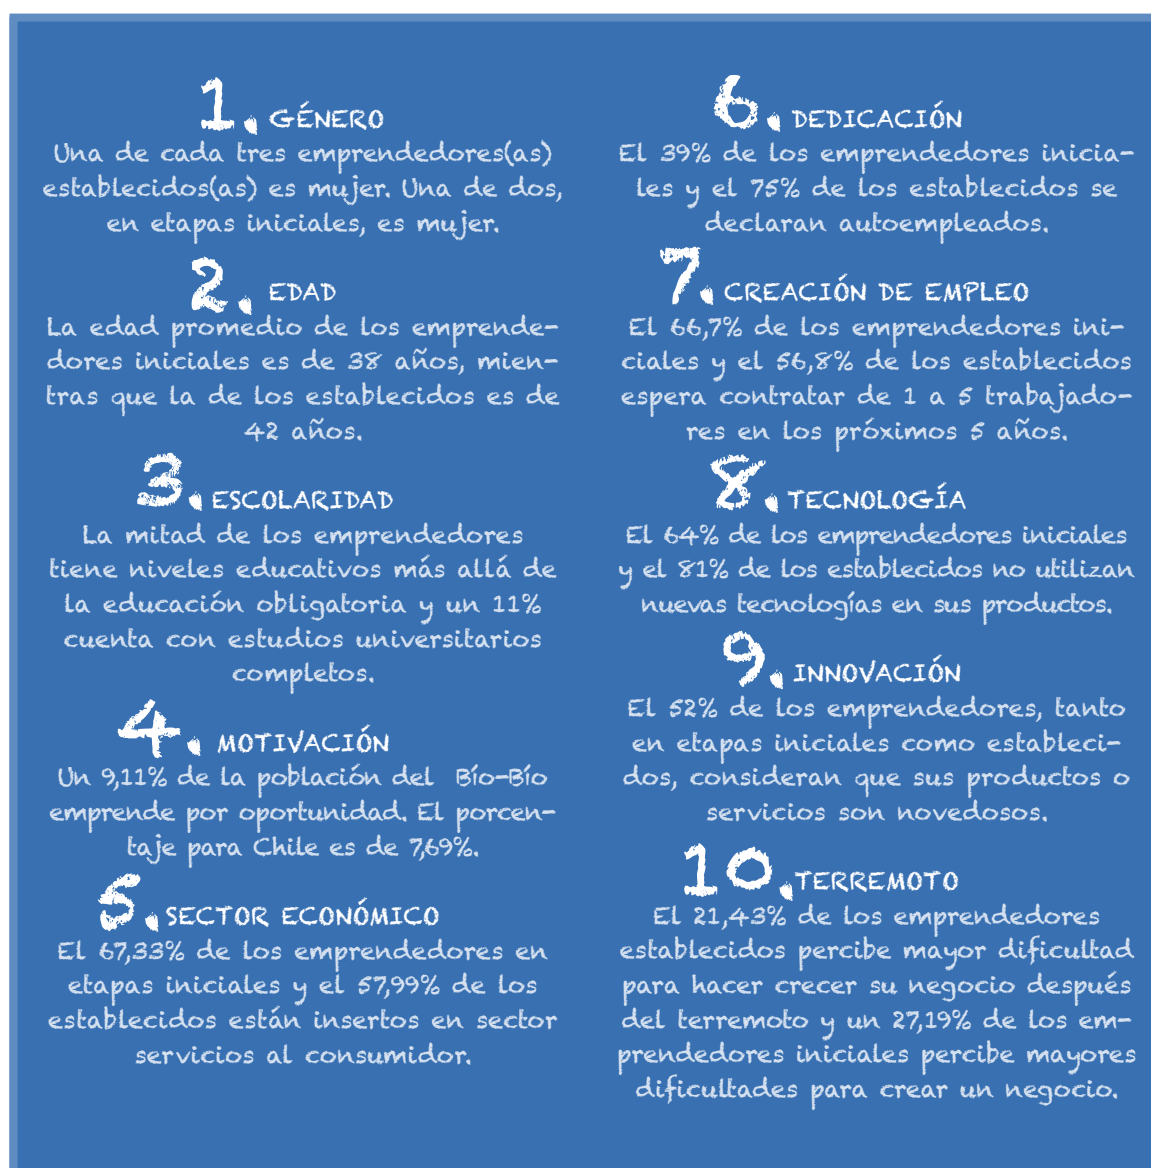 1. GÉNERO
Una de cada tres emprendedores(as)
establecidos(as) es mujer. Una de dos,
en etapas iniciales, es mujer.
2. EDAD
La edad promedio de los emprende-
dores iniciales es de 38 años, mien-
tras que la de los establecidos es de
42 años.
3. ESCOLARIDAD
La mitad de los emprendedores
tiene niveles educativos más allá de
la educación obligatoria y un 11%
cuenta con estudios universitarios
completos.
4. MOTIVACIÓN
Un 9,11% de la población del Bío-Bío
emprende por oportunidad. El porcen-
taje para Chile es de 7,69%.
5. SECTOR ECONÓMICO
El 67,33% de los emprendedores en
etapas iniciales y el 57,99% de los
establecidos están insertos en sector
servicios al consumidor.
6. DEDICACIÓN
El 39% de los emprendedores inicia-
les y el 75% de los establecidos se
declaran autoempleados.
7. CREACIÓN DE EMPLEO
El 66,7% de los emprendedores ini-
ciales y el 56,8% de los establecidos
espera contratar de 1 a 5 trabajado-
res en los próximos 5 años.
8. TECNOLOGÍA
El 64% de los emprendedores iniciales
y el 81% de los establecidos no utilizan
nuevas tecnologías en sus productos.
9. INNOVACIÓN
El 52% de los emprendedores, tanto
en etapas iniciales como estableci-
dos, consideran que sus productos o
servicios son novedosos.
10. TERREMOTO
El 21,43% de los emprendedores
establecidos percibe mayor dificultad
para hacer crecer su negocio después
del terremoto y un 27,19% de los em-
prendedores iniciales percibe mayores
dificultades para crear un negocio.